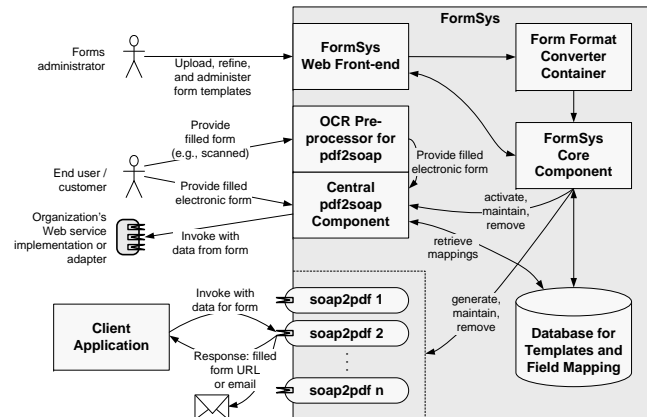 FormSys
Forms
administrator
Upload, refine,
and administer
form templates
FormSys
Web Front-end
Form Format
Converter
Container
OCR Pre-
processor for
pdf2soap
FormSys
Core
Component
Provide
filled form
(e.g., scanned)
Provide filled
electronic form
End user /
customer
Provide filled
electronic form
Central
pdf2soap
Component
activate,
maintain,
remove
Organization's
Web service
implementation or
adapter
Invoke with
data from form
retrieve
mappings
Invoke with
data for form
soap2pdf 1
generate,
maintain,
remove
Client
Application
soap2pdf 2
Database for
Templates and
Field Mapping
Response: filled
form URL
or email
soap2pdf n